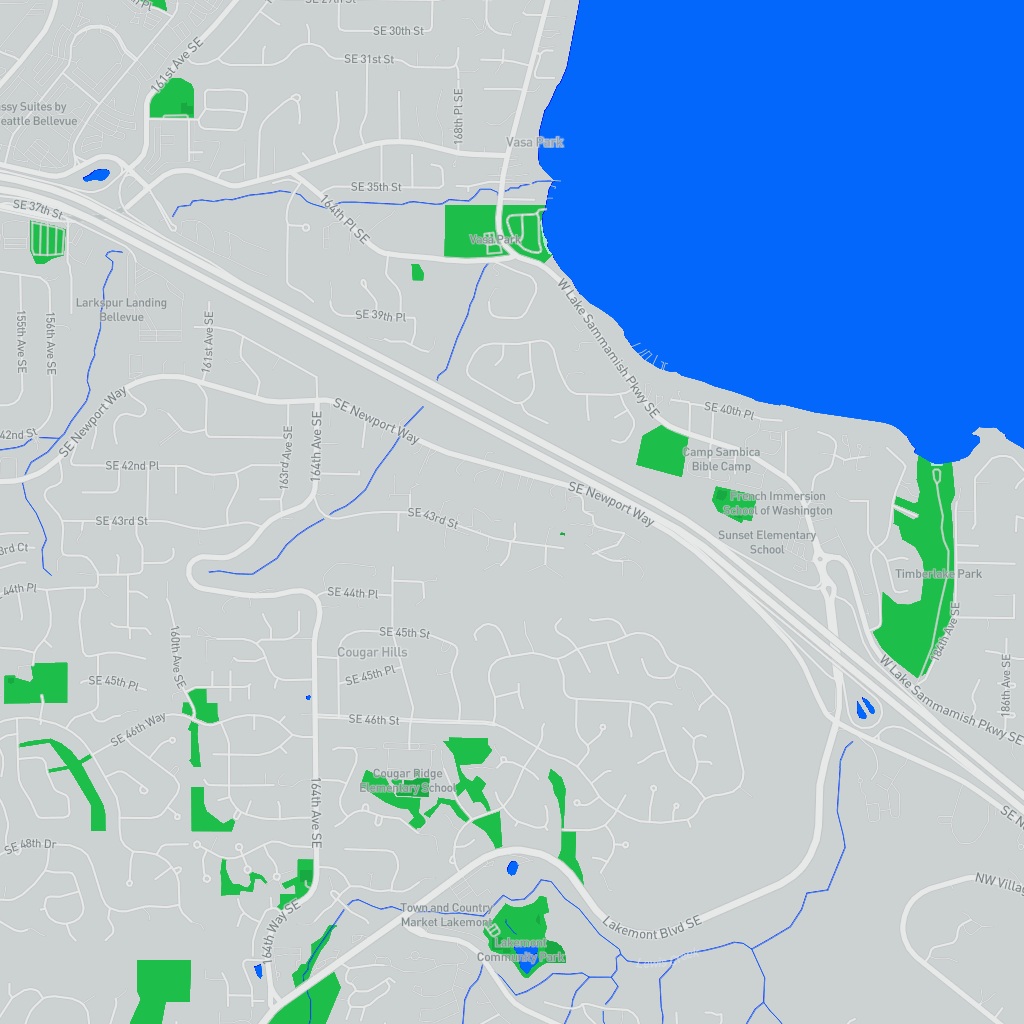 SE 30th St
161st Ave SE
SE 31st St
Seattle Bellevue
Suites by
168th Pl SE
Vasa Park
SE 35th St
SE 37th St
164th Pl SE
Vasa Park
W Lake Sammamish Pkwy SE
Larkspur Landing
Bellevue
SE 39th Pl
155th Ave SE
156th Ave SE
161st Ave SE
SE Newport Way
SE Newport Way
SE 40th Pl
42nd St
163rd Ave SE
164th Ave SE
SE 42nd Pl
Camp Sambica
Bible Camp
SE Newport Way
French Immersion
School of Washington
SE 43rd St
SE 43rd St
Sunset Elementary
School
Timberlake Park
SE 44th Pl
184th Ave SE
160th Ave SE
SE 45th St
Cougar Hills
SE 45th Pl
SE 45th Pl
W Lake Sammamish Pkwy SE
186th Ave SE
SE 46th Way
SE 46th St
Cougar Ridge
Elementary School
164th Ave SE
SE 48th Dr
Town and Country
Market Lakemont
164th Way SE
Lakemont Blvd SE
Lakemont
Community Park